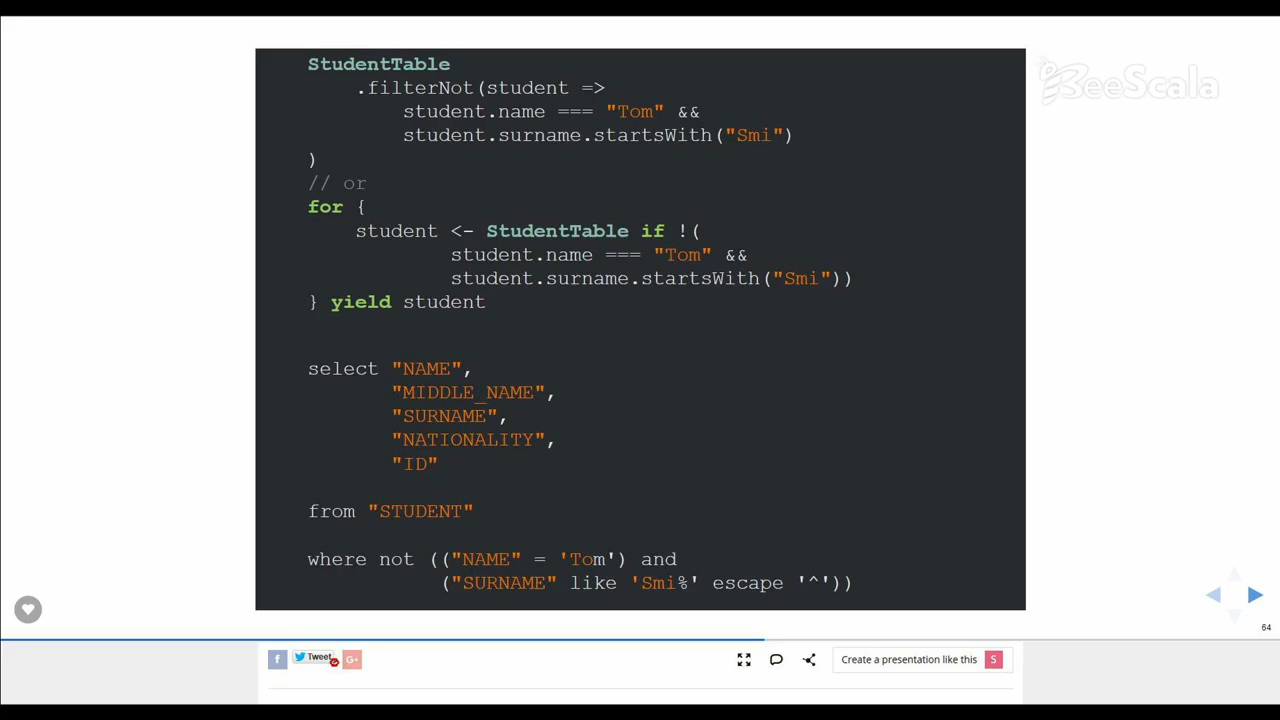 BeeScala
StudentTable
.filterNot(student =>
student.name === "Tom" &&
student.surname.startsWith("Smi")
)
// or
for {
student <- StudentTable if !(
student.name === "Tom" &&
student.surname.startsWith("Smi"))
} yield student
select "NAME",
"MIDDLE_NAME",
"SURNAME",
"NATIONALITY",
"ID"
from "STUDENT"
where not (("NAME" = 'Tom') and
("SURNAME" like 'Smi%' escape '^'))
64
f
Tweet
G+
Create a presentation like this S